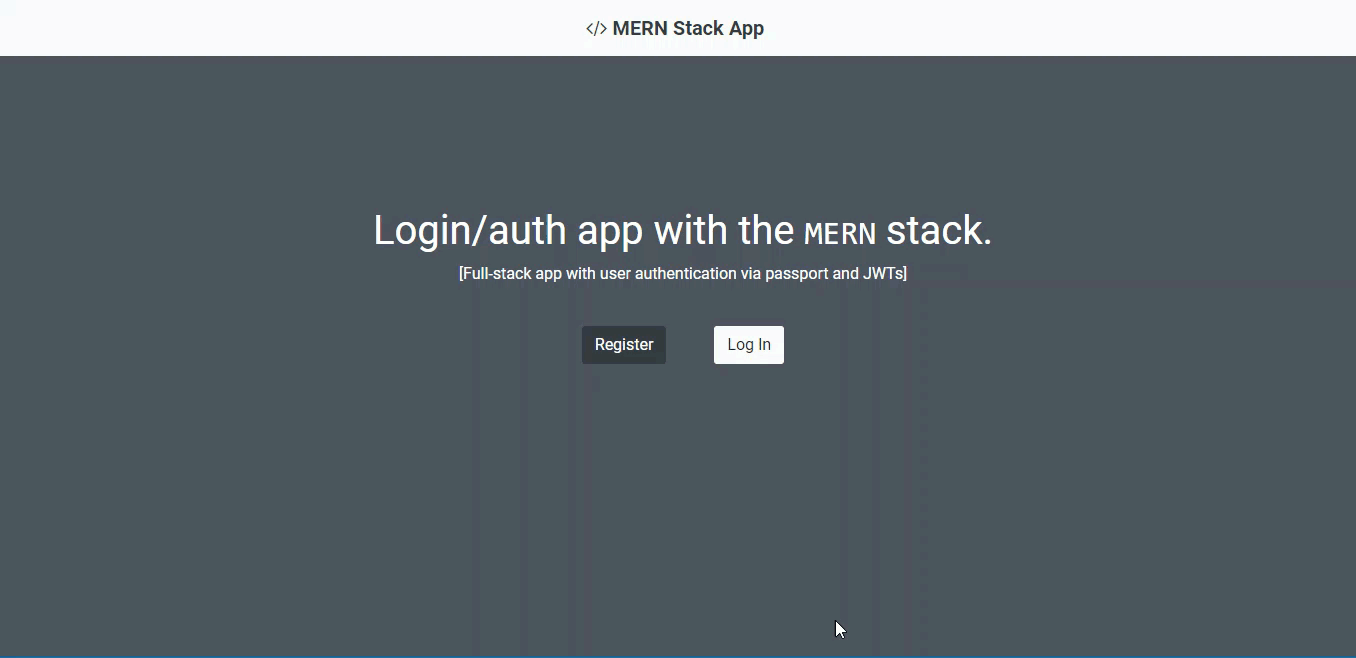 </> MERN Stack App
Login/auth app with the MERN stack.
[Full-stack app with user authentication via passport and JWTs]
Register Log In